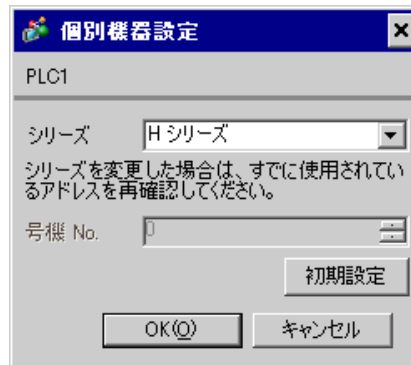 個別機器設定
PLC1
シリーズ H シリーズ
シリーズを変更した場合は、すでに使用されてい
るアドレスを再確認してください。
号機 No. 0
初期設定
OK(O) キャンセル